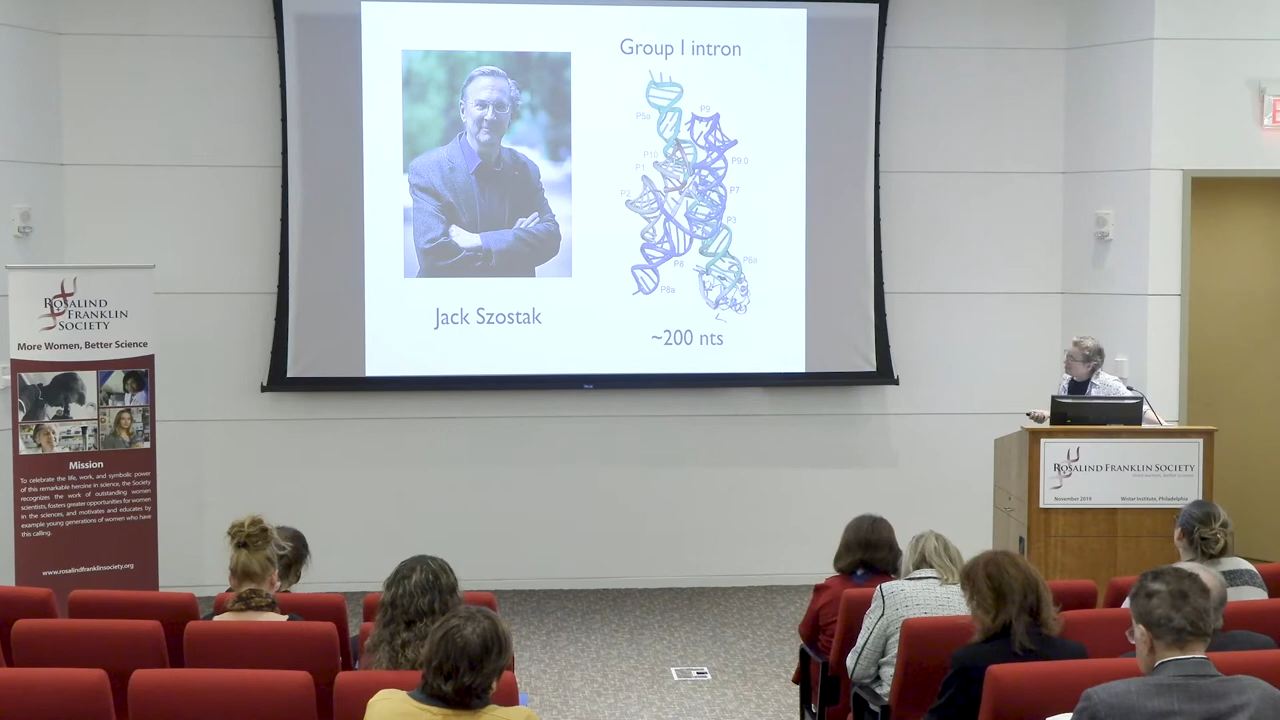 Group I intron
P9
P5a
P10
P9.0
P1
P7
P2
P3
P8
P6a
P8a
Jack Szostak
~200 nts
ROSALIND
FRANKLIN
SOCIETY
More Women, Better Science
Mission
To celebrate the life, work, and symbolic power
of this remarkable heroine in science, the Society
recognizes the work of outstanding women
scientists, fosters greater opportunities for women
in the sciences, and motivates and educates by
example young generations of women who have
this calling.
www.rosalindfranklinsociety.org
ROSALIND FRANKLIN SOCIETY
more women, better science
November 2019
Wistar Institute, Philadelphia
E